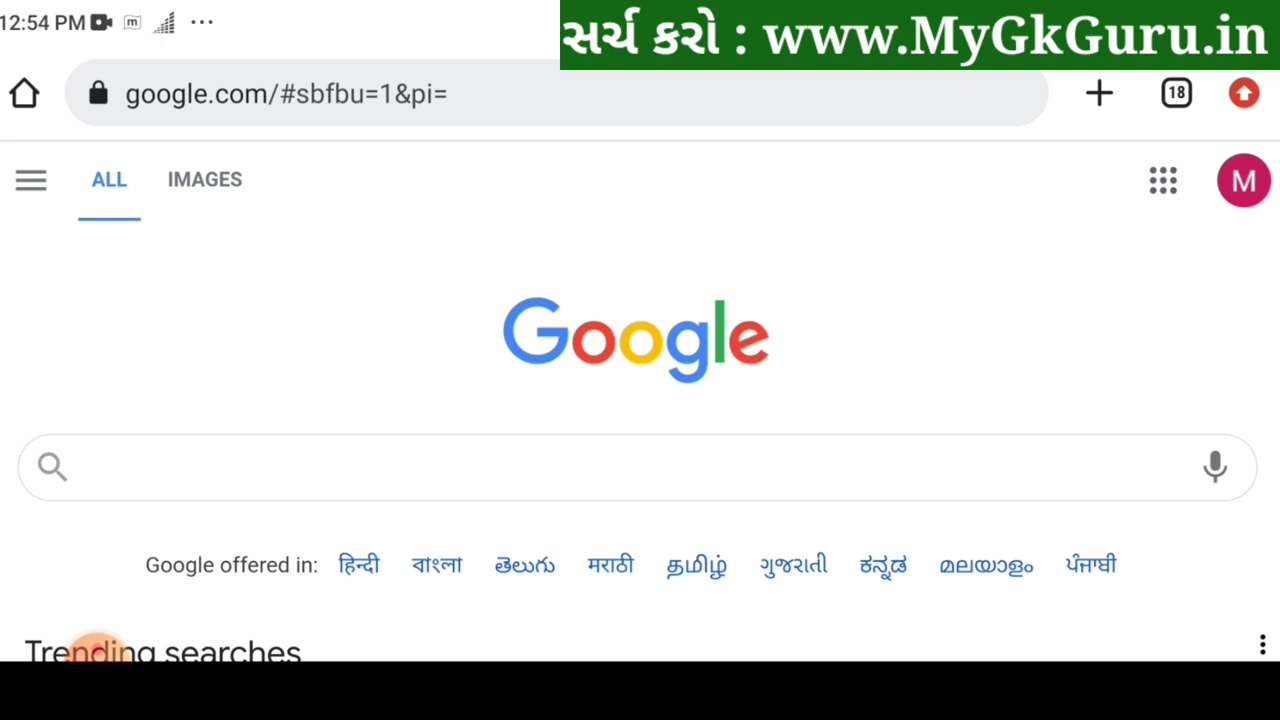 12:54 PM
સર્ચ કરો : www.MyGkGuru.in
google.com/#sbfbu=1&pi=
18
ALL IMAGES
M
Google
Google offered in: हिन्दी বাংলা తెలుగు मराठी தமிழ் ગુજરાતી ಕನ್ನಡ മലയാളം ਪੰਜਾਬੀ
Trending searches